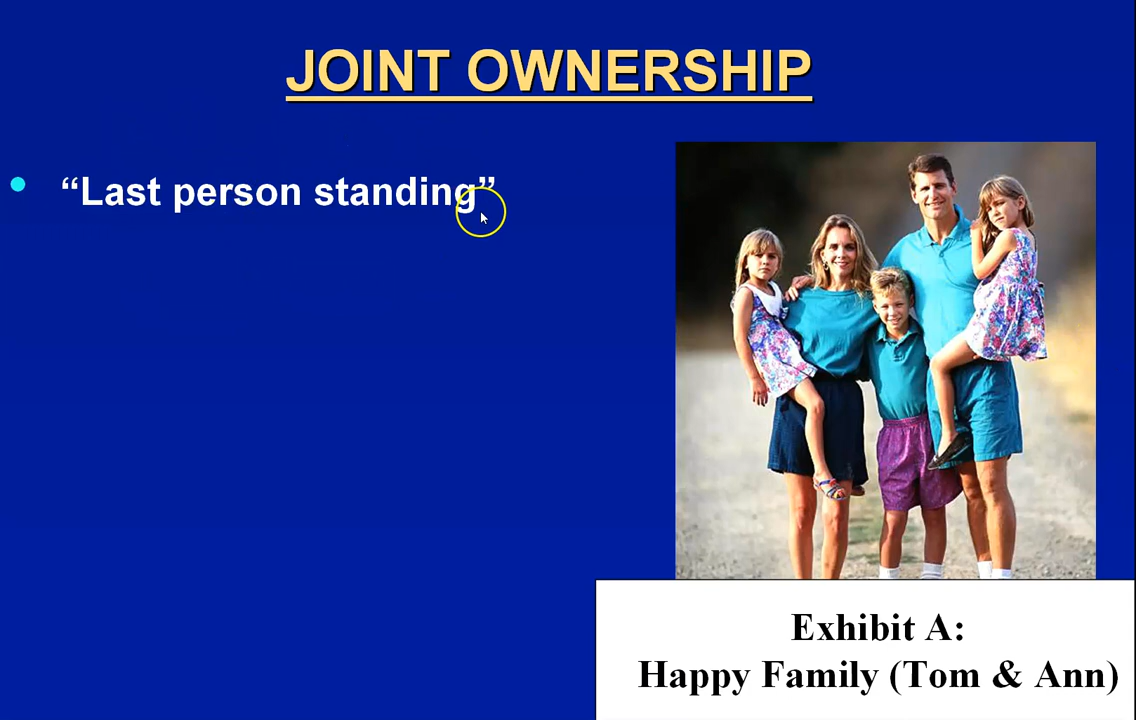 JOINT OWNERSHIP
“Last person standing”
Exhibit A:
Happy Family (Tom & Ann)